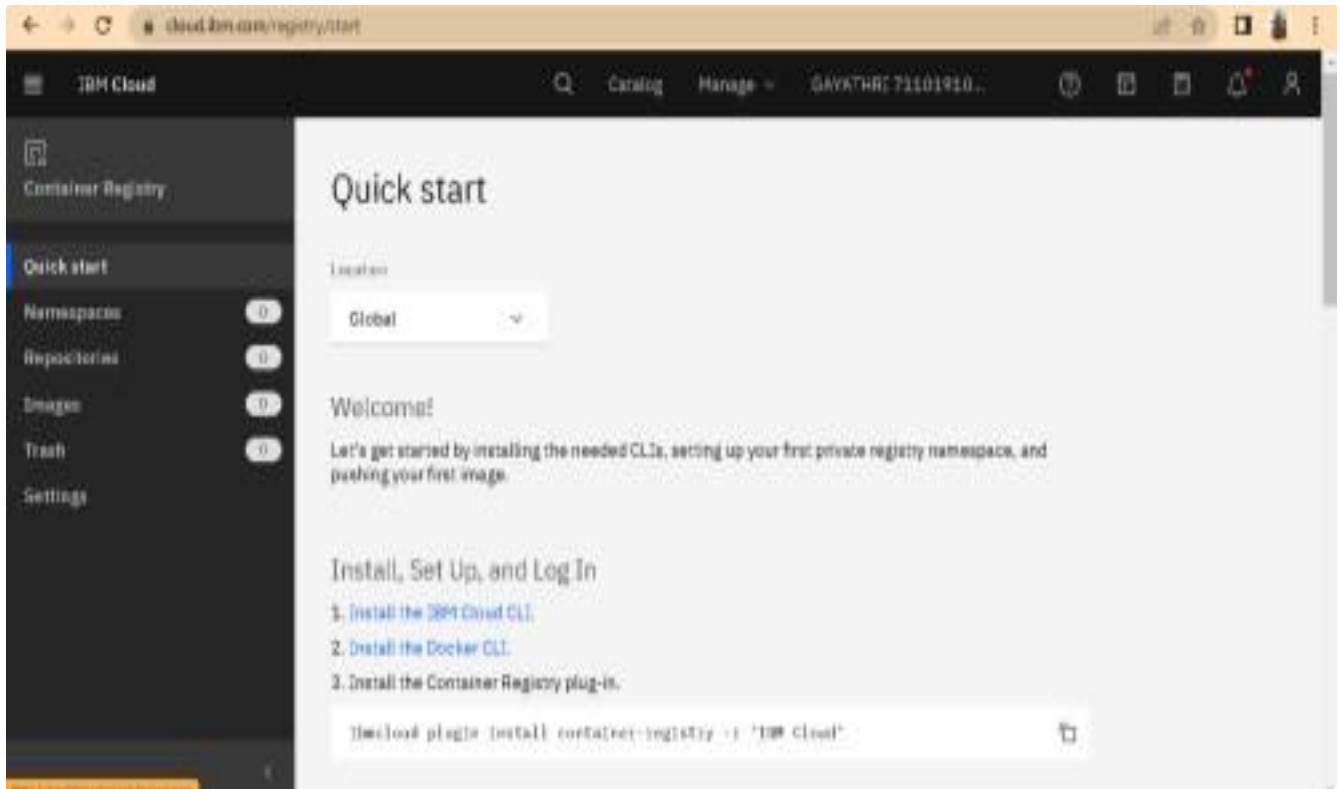 cloud.ibm.com/registry/start
IBM Cloud
Catalog
Manage
GAYATHRI 71101910...
Container Registry
Quick start
Namespaces
0
Repositories
0
Images
0
Trash
0
Settings
Quick start
Location
Global
Welcome!
Let's get started by installing the needed CLIs, setting up your first private registry namespace, and
pushing your first image.
Install, Set Up, and Log In
1. Install the IBM Cloud CLI.
2. Install the Docker CLI.
3. Install the Container Registry plug-in.
ibmcloud plugin install container-registry -r 'IBM Cloud'